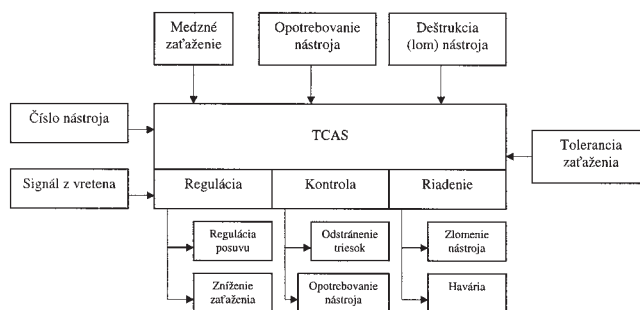 Medzné
zaťaženie
Opotrebovanie
nástroja
Deštrukcia
(lom) nástroja
Číslo nástroja
TCAS
Tolerancia
zaťaženia
Signál z vretena
Regulácia
Kontrola
Riadenie
Regulácia
posuvu
Odstránenie
triesok
Zlomenie
nástroja
Zníženie
zaťaženia
Opotrebovanie
nástroja
Havária